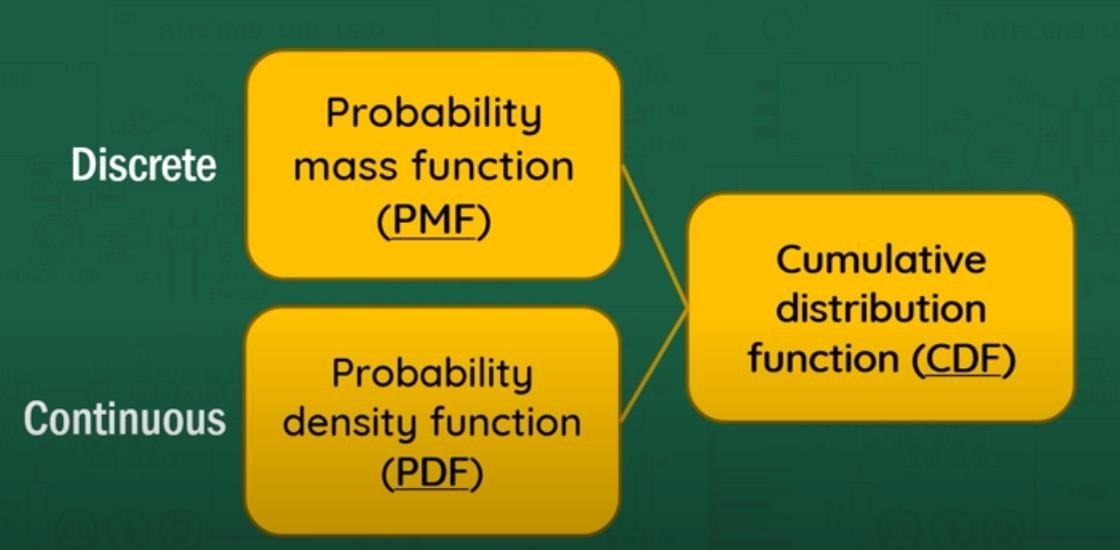 Discrete
Probability
mass function
(PMF)
Continuous
Probability
density function
(PDF)
Cumulative
distribution
function (CDF)